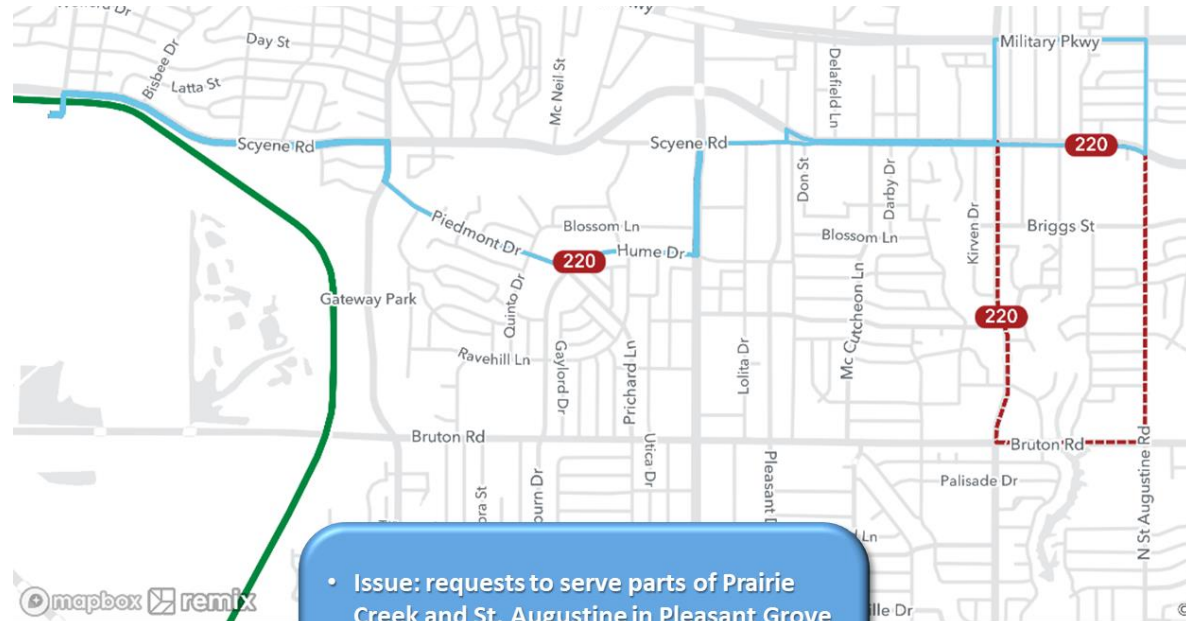 Day St
Military Pkwy
Bisbee Dr
Latta St
Mc Neil St
Delafield Ln
Scyene Rd
Scyene Rd
220
Don St
Darby Dr
Piedmont Dr
Blossom Ln
Blossom Ln
Kirven Dr
Briggs St
220
Hume Dr
Gateway Park
Quinto Dr
220
Mc Cutcheon Ln
Ravehill Ln
Gaylord Dr
Prichard Ln
Lolita Dr
Bruton Rd
Bruton Rd
Utica Dr
N St Augustine Rd
Palisade Dr
Pleasant
• Issue: requests to serve parts of Prairie
Creek and St. Augustine in Pleasant Grove
mapbox remix